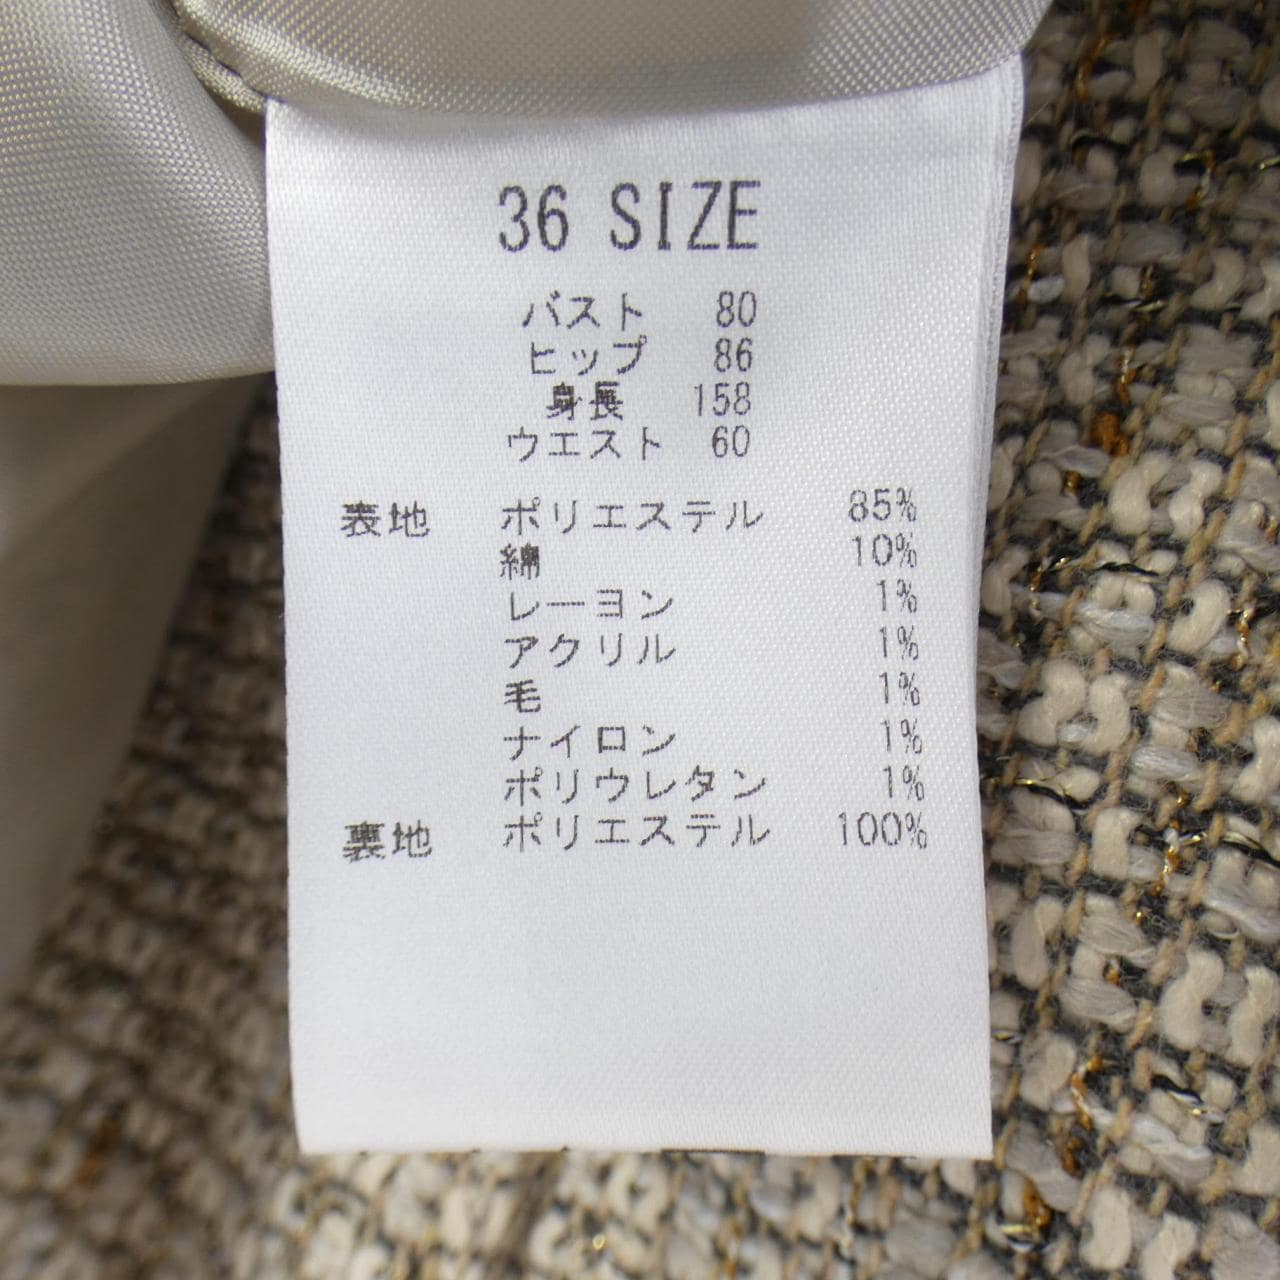 36 SIZE
バスト 80
ヒップ 86
身長 158
ウエスト 60
表地 ポリエステル 85%
綿 10%
レーヨン 1%
アクリル 1%
毛 1%
ナイロン 1%
ポリウレタン 1%
裏地 ポリエステル 100%